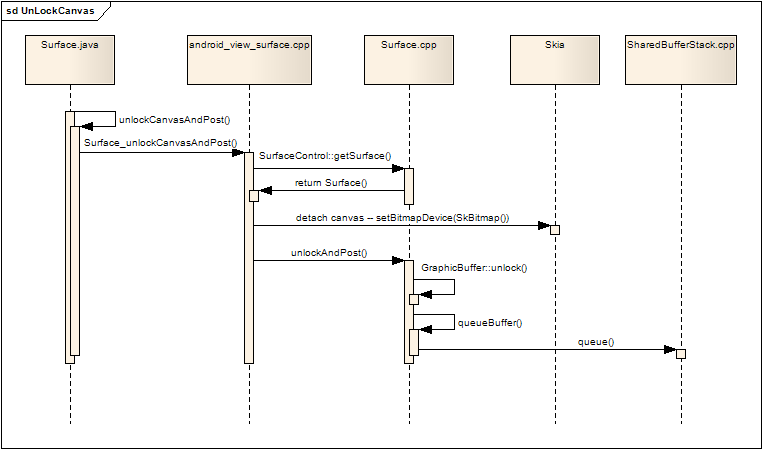 sd UnLockCanvas
Surface.java
android_view_surface.cpp
Surface.cpp
Skia
SharedBufferStack.cpp
unlockCanvasAndPost()
Surface_unlockCanvasAndPost()
SurfaceControl::getSurface()
return Surface()
detach canvas -- setBitmapDevice(SkBitmap())
unlockAndPost()
GraphicBuffer::unlock()
queueBuffer()
queue()